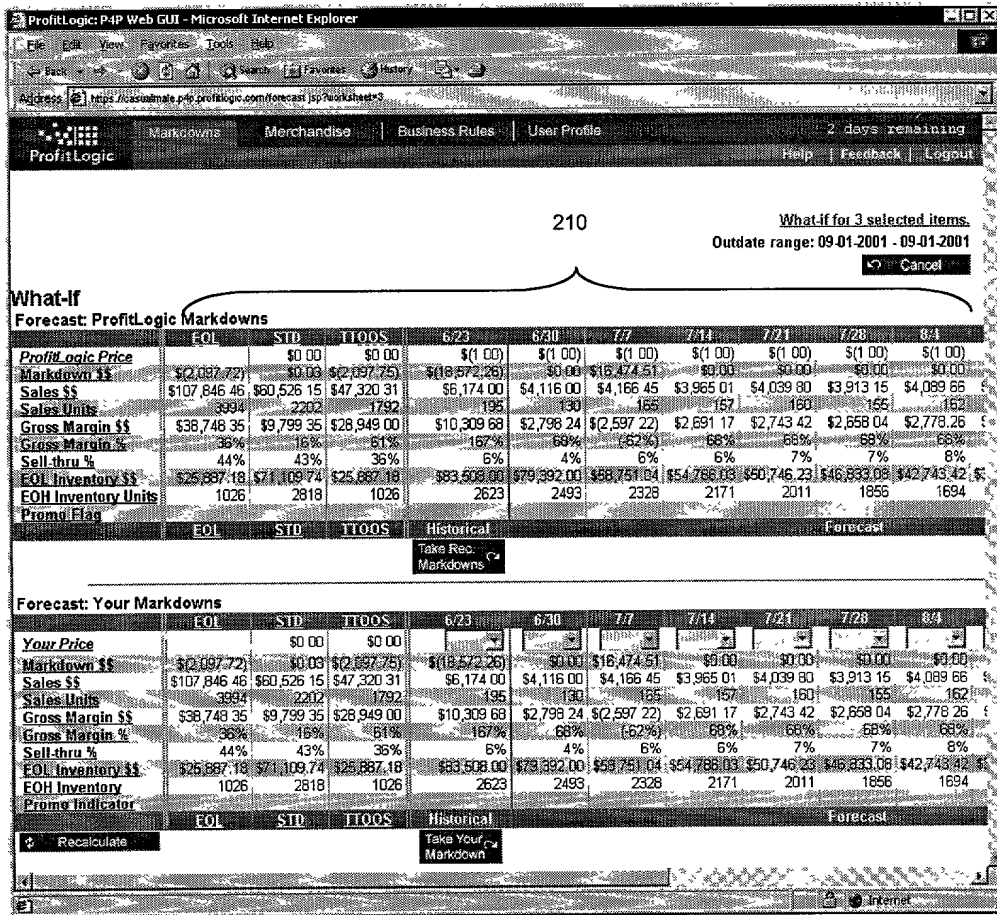 ProfitLogic: P4P Web GUI - Microsoft Internet Explorer
File Edit View Favorites Tools Help
Back Search Favorites History
Address https://casualmale.p4p.profitlogic.com/forecast.jsp?worksheet=3
Markdowns Merchandise Business Rules User Profile 2 days remaining
ProfitLogic Help | Feedback | Logout
210
What-if for 3 selected items.
Outdate range: 09-01-2001 - 09-01-2001
Cancel
What-If
Forecast: ProfitLogic Markdowns
EOL STD TTOOS 6/23 6/30 7/7 7/14 7/21 7/28 8/4
ProfitLogic Price $0 00 $0 00 $(1 00) $(1 00) $(1 00) $(1 00) $(1 00) $(1 00) $(1 00)
Markdown $$ $(2,097.72) $0.03 $(2,097.75) $(18,572.26) $0.00 $16,474.51 $0.00 $0.00 $0.00 $0.00
Sales $$ $107,846 46 $60,526 15 $47,320 31 $6,174 00 $4,116 00 $4,166 45 $3,965 01 $4,039 80 $3,913 15 $4,089 66
Sales Units 3994 2202 1792 195 130 165 157 160 155 162
Gross Margin $$ $38,748 35 $9,799 35 $28,949 00 $10,309 68 $2,798 24 $(2,597 22) $2,691 17 $2,743 42 $2,658 04 $2,778.26
Gross Margin % 36% 16% 61% 167% 68% (-62%) 68% 68% 68% 68%
Sell-thru % 44% 43% 36% 6% 4% 6% 6% 7% 7% 8%
EOL Inventory $$ $25,887.18 $71,109.74 $25,887.18 $83,508.00 $79,392.00 $58,751.04 $54,786.03 $50,746.23 $46,833.08 $42,743.42
EOH Inventory Units 1026 2818 1026 2623 2493 2328 2171 2011 1856 1694
Promo Flag
EOL STD TTOOS Historical Forecast
Take Rec.
Markdowns
Forecast: Your Markdowns
EOL STD TTOOS 6/23 6/30 7/7 7/14 7/21 7/28 8/4
Your Price $0 00 $0 00
Markdown $$ $(2,097.72) $0.03 $(2,097.75) $(18,572.26) $0.00 $16,474.51 $0.00 $0.00 $0.00 $0.00
Sales $$ $107,846 46 $60,526 15 $47,320 31 $6,174 00 $4,116 00 $4,166 45 $3,965 01 $4,039 80 $3,913 15 $4,089 66
Sales Units 3994 2202 1792 195 130 165 157 160 155 162
Gross Margin $$ $38,748 35 $9,799 35 $28,949 00 $10,309 68 $2,798 24 $(2,597 22) $2,691 17 $2,743 42 $2,658 04 $2,778 26
Gross Margin % 36% 16% 61% 167% 68% (-62%) 68% 68% 68% 68%
Sell-thru % 44% 43% 36% 6% 4% 6% 6% 7% 7% 8%
EOL Inventory $$ $25,887.18 $71,109.74 $25,887.18 $83,508.00 $79,392.00 $58,751.04 $54,786.03 $50,746.23 $46,833.08 $42,743.42
EOH Inventory 1026 2818 1026 2623 2493 2328 2171 2011 1856 1694
Promo Indicator
EOL STD TTOOS Historical Forecast
Recalculate Take Your
Markdown
Internet